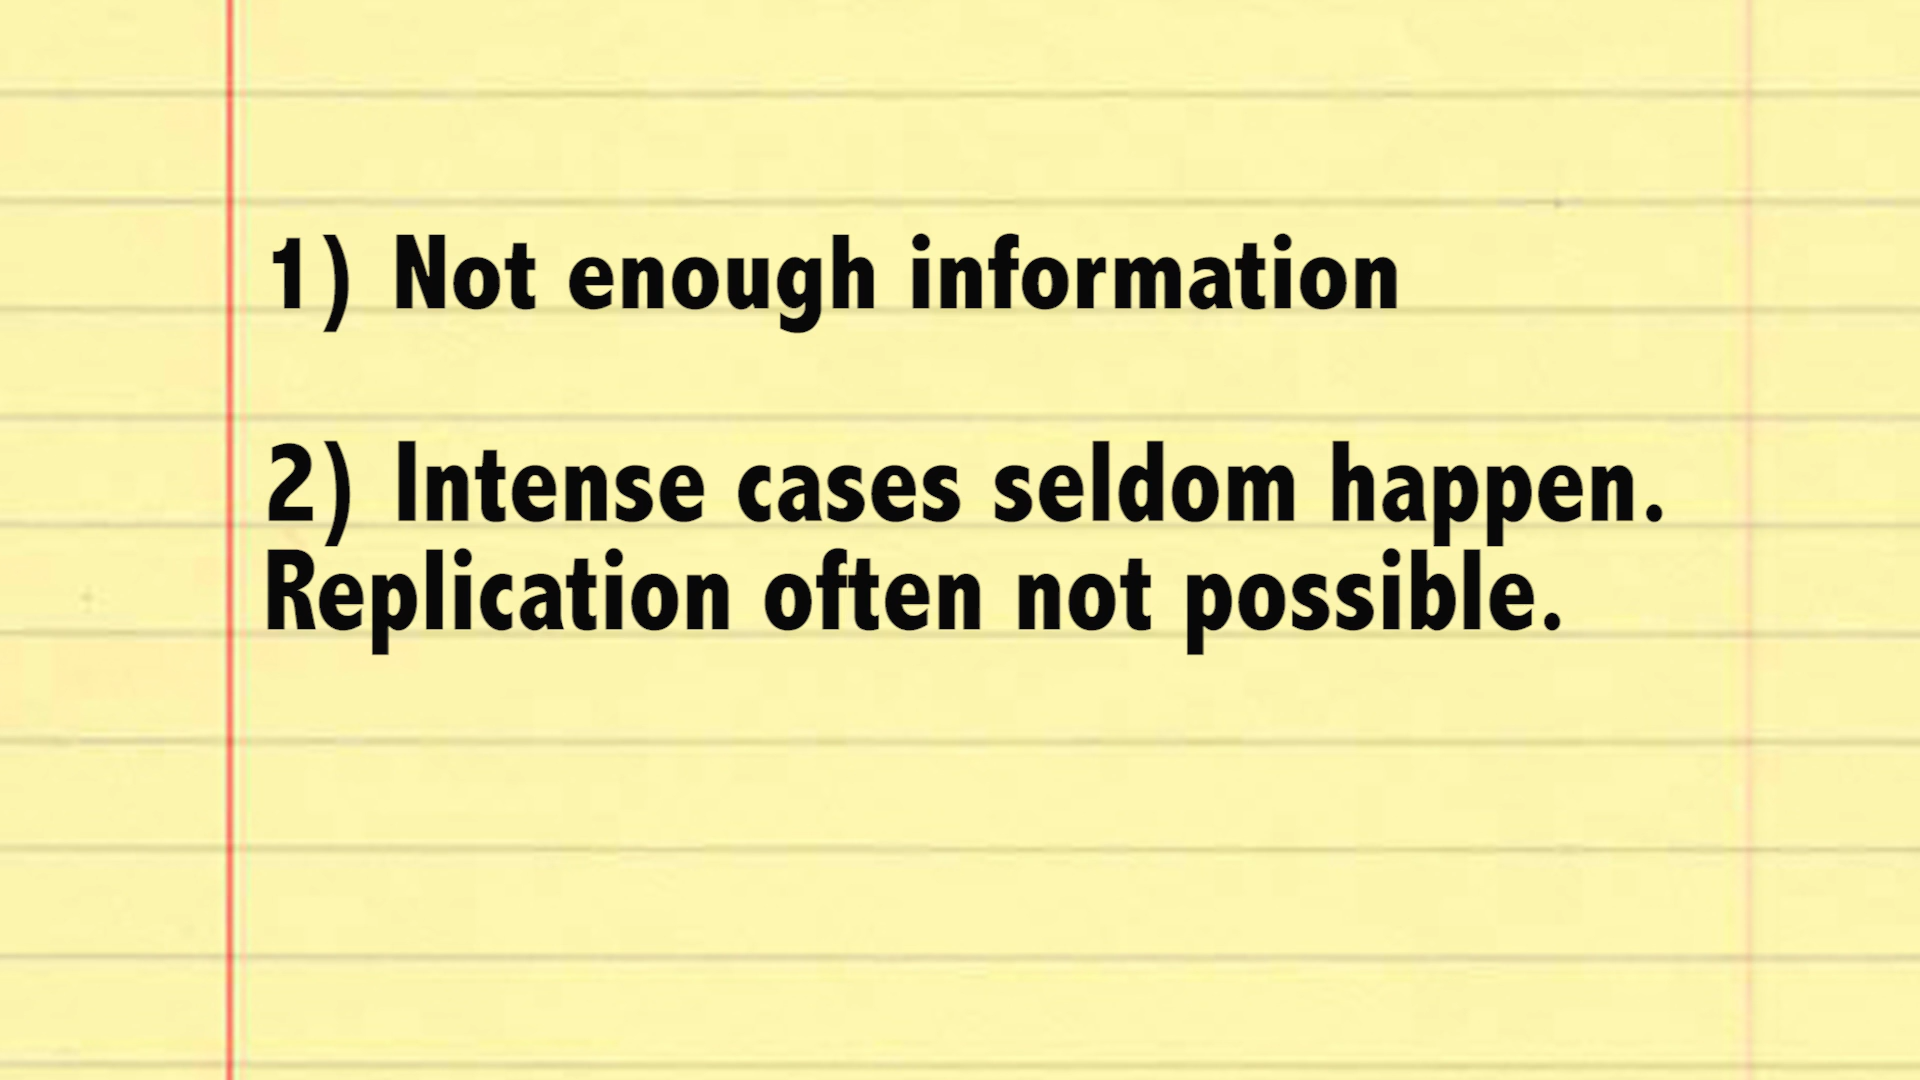 1) Not enough information
2) Intense cases seldom happen.
Replication often not possible.